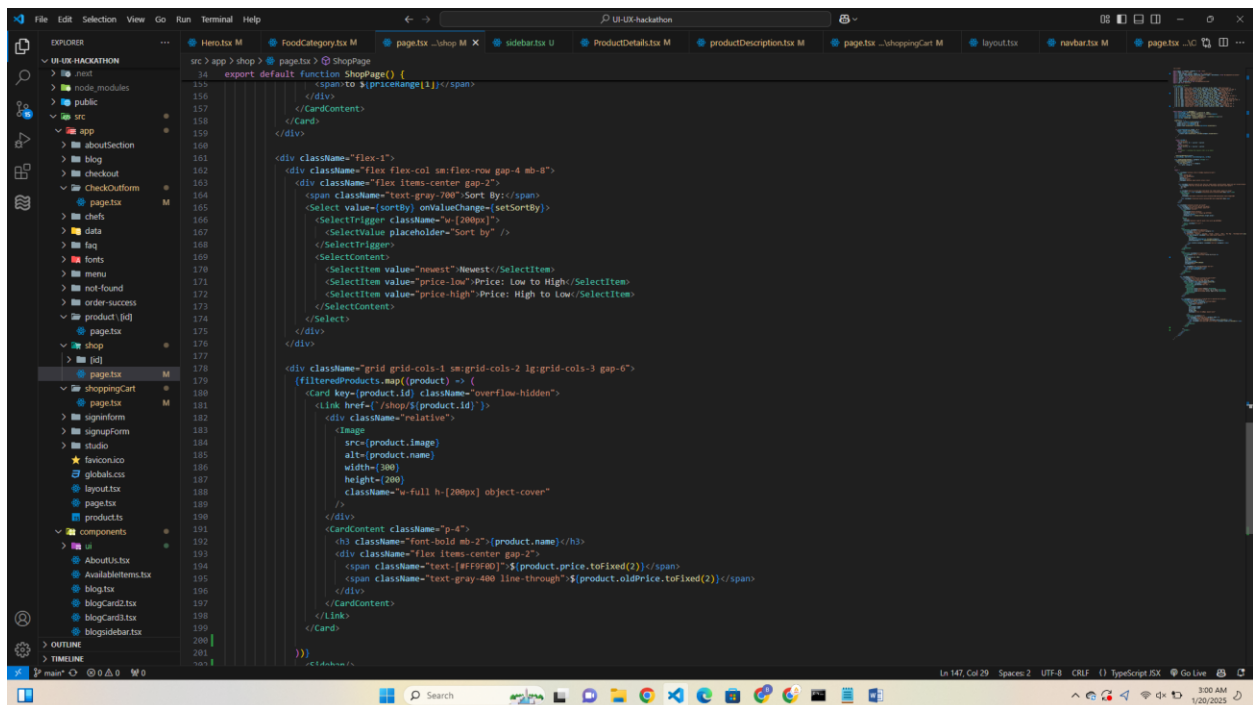 File Edit Selection View Go Run Terminal Help
UI-UX-hackathon
EXPLORER
Hero.tsx M
FoodCategory.tsx M
page.tsx ...\shop M
sidebar.tsx U
ProductDetails.tsx M
productDescription.tsx M
page.tsx ...\shoppingCart M
layout.tsx
navbar.tsx M
page.tsx ...\C
UI-UX-HACKATHON
.next
node_modules
public
src
app
aboutSection
blog
checkout
CheckOutform
page.tsx M
chefs
data
faq
fonts
menu
not-found
order-success
product \ [id]
page.tsx
shop
[id]
page.tsx M
shoppingCart
page.tsx M
signinform
signupForm
studio
favicon.ico
globals.css
layout.tsx
page.tsx
product.ts
components
ui
AboutUs.tsx
AvailableItems.tsx
blog.tsx
blogCard2.tsx
blogCard3.tsx
blogsidebar.tsx
OUTLINE
TIMELINE
src > app > shop > page.tsx > ShopPage
34 export default function ShopPage() {
155 <span>to ${priceRange[1]}</span>
156 </div>
157 </CardContent>
158 </Card>
159 </div>
160
161 <div className="flex-1">
162 <div className="flex flex-col sm:flex-row gap-4 mb-8">
163 <div className="flex items-center gap-2">
164 <span className="text-gray-700">Sort By:</span>
165 <Select value={sortBy} onValueChange={setSortBy}>
166 <SelectTrigger className="w-[200px]">
167 <SelectValue placeholder="Sort by" />
168 </SelectTrigger>
169 <SelectContent>
170 <SelectItem value="newest">Newest</SelectItem>
171 <SelectItem value="price-low">Price: Low to High</SelectItem>
172 <SelectItem value="price-high">Price: High to Low</SelectItem>
173 </SelectContent>
174 </Select>
175 </div>
176 </div>
177
178 <div className="grid grid-cols-1 sm:grid-cols-2 lg:grid-cols-3 gap-6">
179 {filteredProducts.map((product) => (
180 <Card key={product.id} className="overflow-hidden">
181 <Link href={`/shop/${product.id}`}>
182 <div className="relative">
183 <Image
184 src={product.image}
185 alt={product.name}
186 width={300}
187 height={200}
188 className="w-full h-[200px] object-cover"
189 />
190 </div>
191 <CardContent className="p-4">
192 <h3 className="font-bold mb-2">{product.name}</h3>
193 <div className="flex items-center gap-2">
194 <span className="text-[#FF9F0D]">${product.price.toFixed(2)}</span>
195 <span className="text-gray-400 line-through">${product.oldPrice.toFixed(2)}</span>
196 </div>
197 </CardContent>
198 </Link>
199 </Card>
200
201 ))}
202 <Sidebar/>
main* 0 0 0 Ln 147, Col 29 Spaces: 2 UTF-8 CRLF {} TypeScript JSX Go Live
Search
3:00 AM
1/20/2025